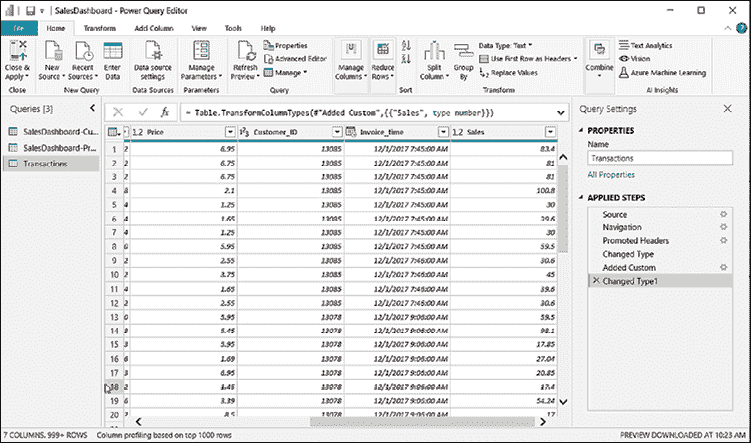 SalesDashboard - Power Query Editor
File Home Transform Add Column View Tools Help
Close & Apply New Source Recent Sources Enter Data Data source settings Manage Parameters Refresh Preview Properties Advanced Editor Manage Manage Columns Reduce Rows Split Column Group By Data Type: Text Use First Row as Headers Replace Values Combine Text Analytics Vision Azure Machine Learning
Close New Query Data Sources Parameters Query Sort Transform AI Insights
Queries [3]
SalesDashboard-Cu...
SalesDashboard-Pr...
Transactions
= Table.TransformColumnTypes(#"Added Custom",{{"Sales", type number}})
1.2 Price 123 Customer_ID Invoice_time 1.2 Sales
1 2 6.95 13085 12/1/2017 7:45:00 AM 83.4
2 2 6.75 13085 12/1/2017 7:45:00 AM 81
3 2 6.75 13085 12/1/2017 7:45:00 AM 81
4 8 2.1 13085 12/1/2017 7:45:00 AM 100.8
5 4 1.25 13085 12/1/2017 7:45:00 AM 30
6 4 1.65 13085 12/1/2017 7:45:00 AM 39.6
7 4 1.25 13085 12/1/2017 7:45:00 AM 30
8 0 5.95 13085 12/1/2017 7:46:00 AM 59.5
9 2 2.55 13085 12/1/2017 7:46:00 AM 30.6
10 2 3.75 13085 12/1/2017 7:46:00 AM 45
11 4 1.65 13085 12/1/2017 7:46:00 AM 39.6
12 2 2.55 13085 12/1/2017 7:46:00 AM 30.6
13 0 5.95 13078 12/1/2017 9:06:00 AM 59.5
14 13078 12/1/2017 9:06:00 AM 98.1
15 3 5.95 13078 12/1/2017 9:06:00 AM 17.85
16 6 1.69 13078 12/1/2017 9:06:00 AM 27.04
17 3 6.95 13078 12/1/2017 9:06:00 AM 20.85
18 2 1.45 13078 12/1/2017 9:06:00 AM 17.4
19 6 3.39 13078 12/1/2017 9:06:00 AM 54.24
20 2 8.5 13078 12/1/2017 9:06:00 AM 17
Query Settings
PROPERTIES
Name
Transactions
All Properties
APPLIED STEPS
Source
Navigation
Promoted Headers
Changed Type
Added Custom
Changed Type1
7 COLUMNS, 999+ ROWS Column profiling based on top 1000 rows PREVIEW DOWNLOADED AT 10:23 AM